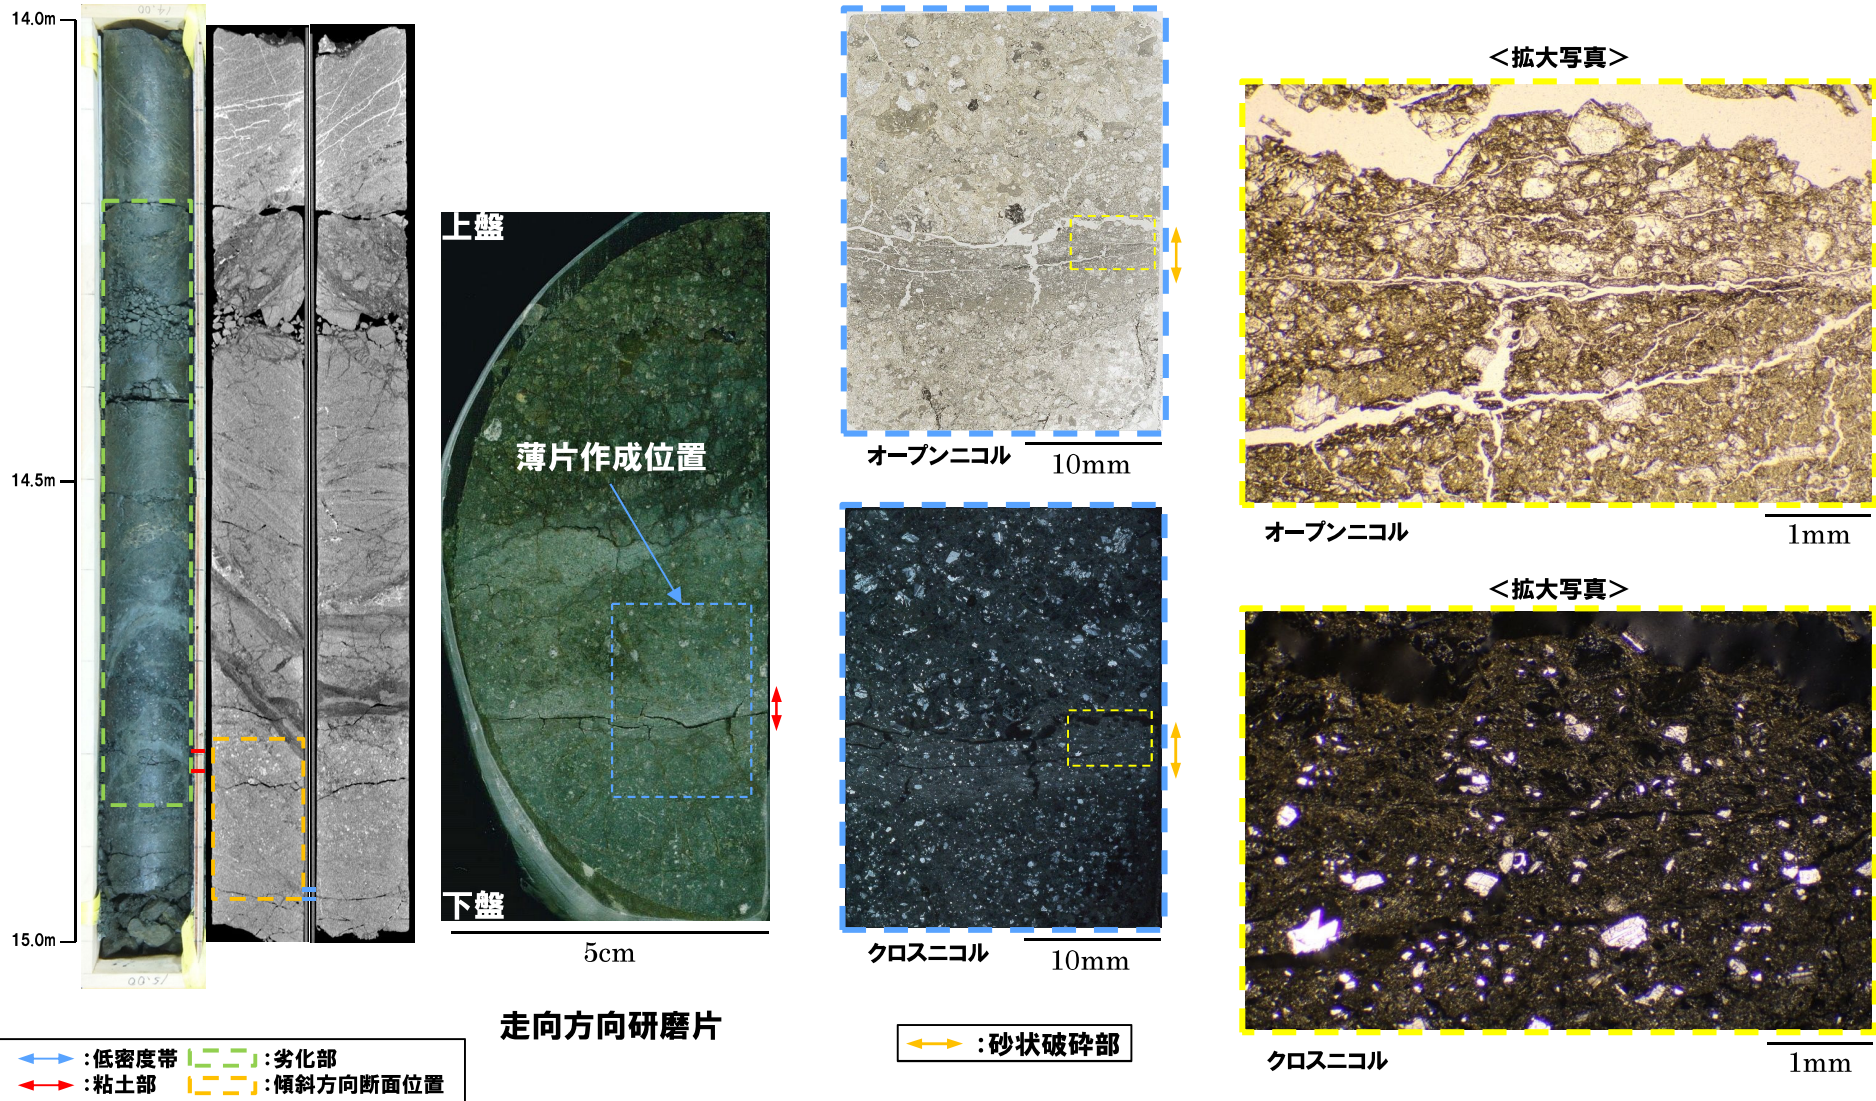 14.0m
14.5m
15.0m
14.00
15.00
上盤
薄片作成位置
下盤
5cm
走向方向研磨片
オープンニコル
10mm
クロスニコル
10mm
:砂状破砕部
＜拡大写真＞
オープンニコル
1mm
＜拡大写真＞
クロスニコル
1mm
:低密度帯
:劣化部
:粘土部
:傾斜方向断面位置